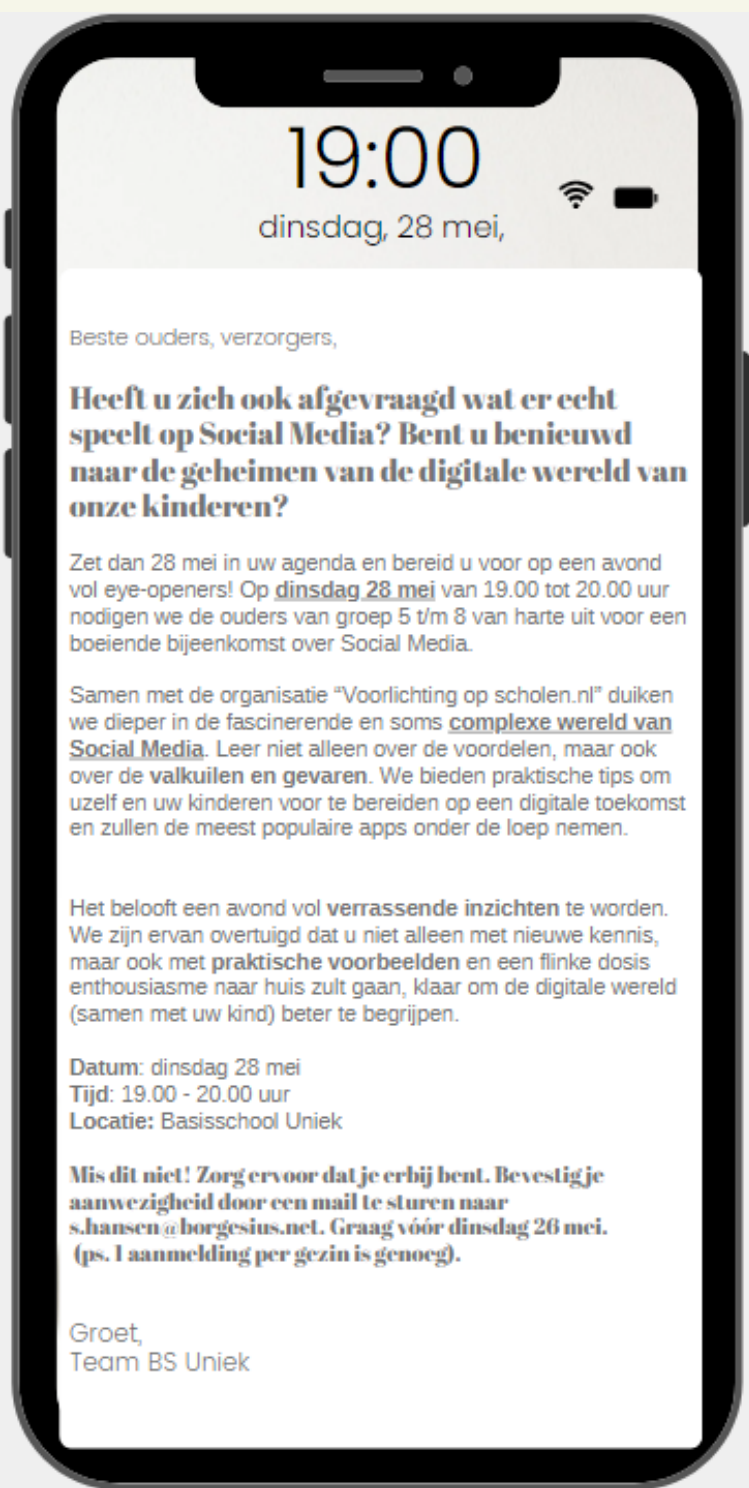 19:00
dinsdag, 28 mei,
Beste ouders, verzorgers,
Heeft u zich ook afgevraagd wat er echt
speelt op Social Media? Bent u benieuwd
naar de geheimen van de digitale wereld van
onze kinderen?
Zet dan 28 mei in uw agenda en bereid u voor op een avond
vol eye-openers! Op dinsdag 28 mei van 19.00 tot 20.00 uur
nodigen we de ouders van groep 5 t/m 8 van harte uit voor een
boeiende bijeenkomst over Social Media.
Samen met de organisatie “Voorlichting op scholen.nl” duiken
we dieper in de fascinerende en soms complexe wereld van
Social Media. Leer niet alleen over de voordelen, maar ook
over de valkuilen en gevaren. We bieden praktische tips om
uzelf en uw kinderen voor te bereiden op een digitale toekomst
en zullen de meest populaire apps onder de loep nemen.
Het belooft een avond vol verrassende inzichten te worden.
We zijn ervan overtuigd dat u niet alleen met nieuwe kennis,
maar ook met praktische voorbeelden en een flinke dosis
enthousiasme naar huis zult gaan, klaar om de digitale wereld
(samen met uw kind) beter te begrijpen.
Datum: dinsdag 28 mei
Tijd: 19.00 - 20.00 uur
Locatie: Basisschool Uniek
Mis dit niet! Zorg ervoor dat je erbij bent. Bevestig je
aanwezigheid door een mail te sturen naar
s.hansen@borgesius.net. Graag vóór dinsdag 26 mei.
(ps. 1 aanmelding per gezin is genoeg).
Groet,
Team BS Uniek